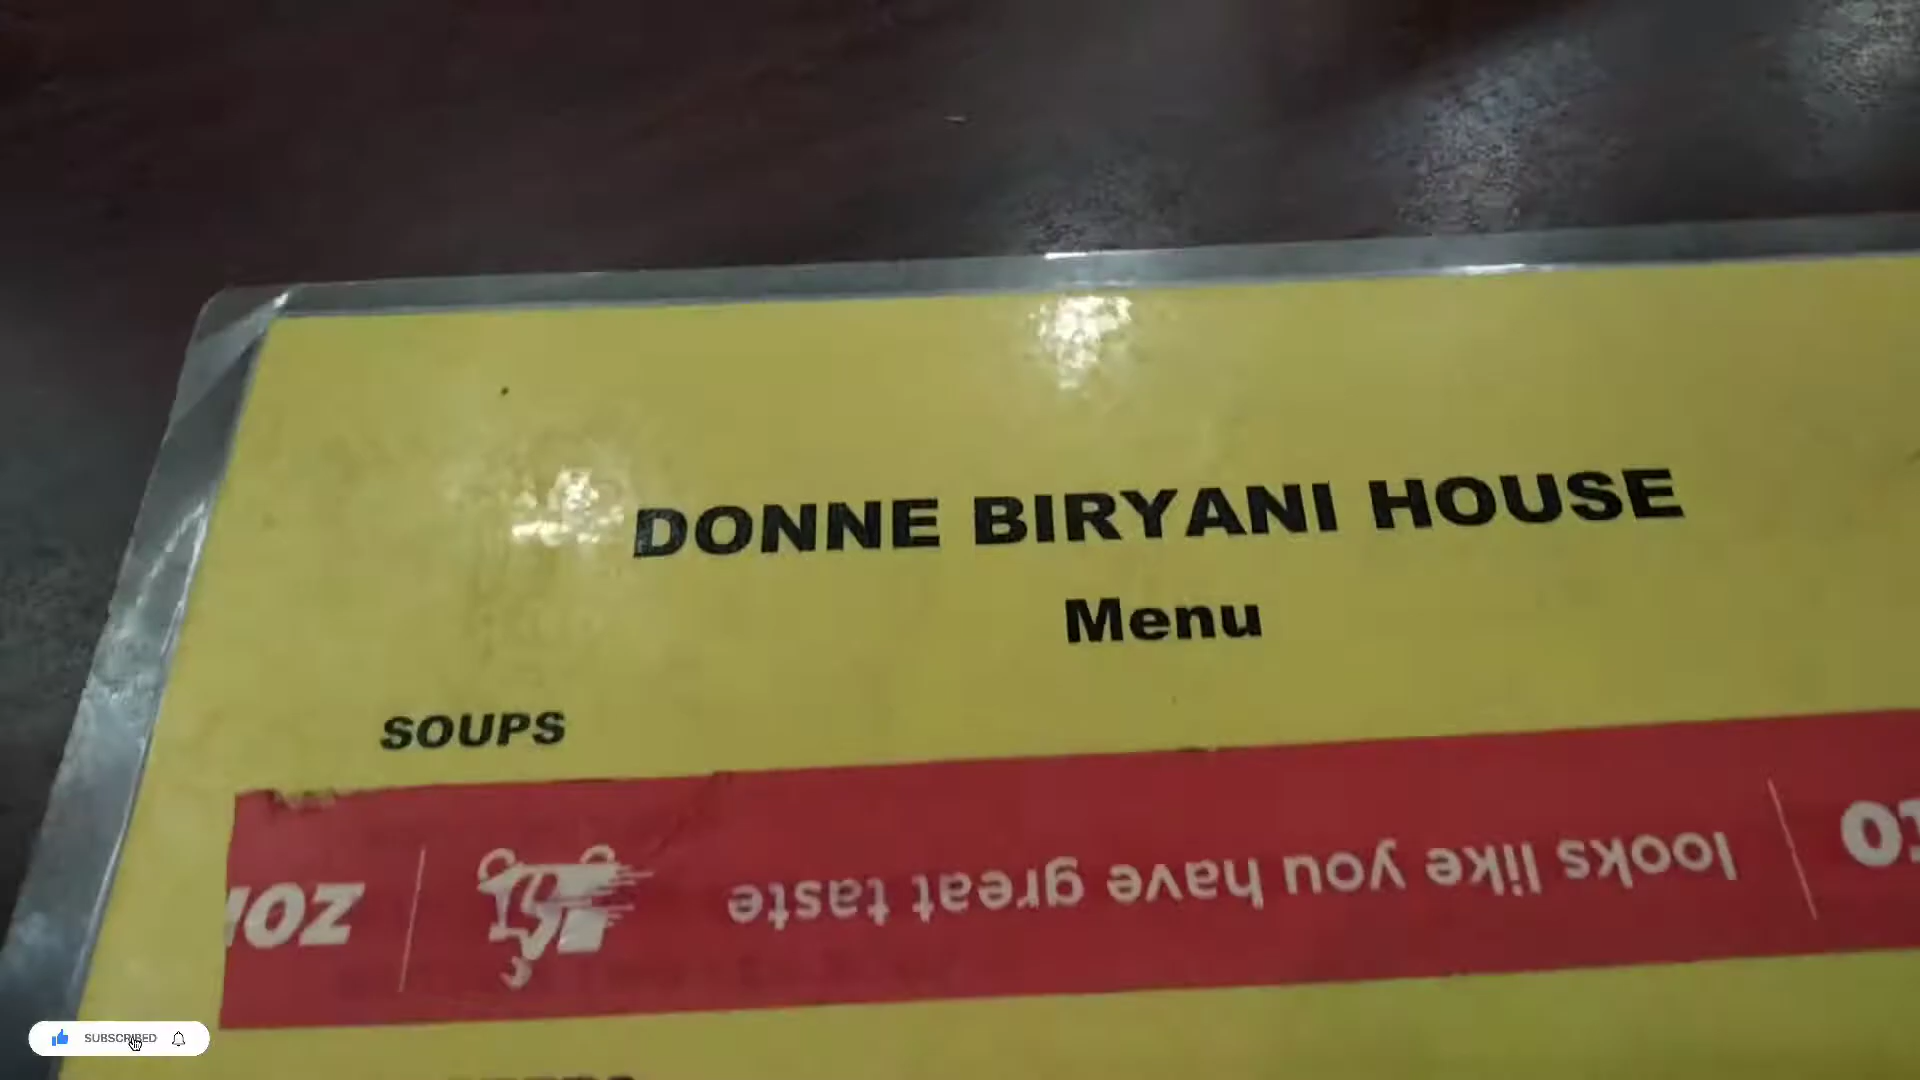 DONNE BIRYANI HOUSE
Menu
SOUPS
looks like you have great taste
SUBSCRIBED